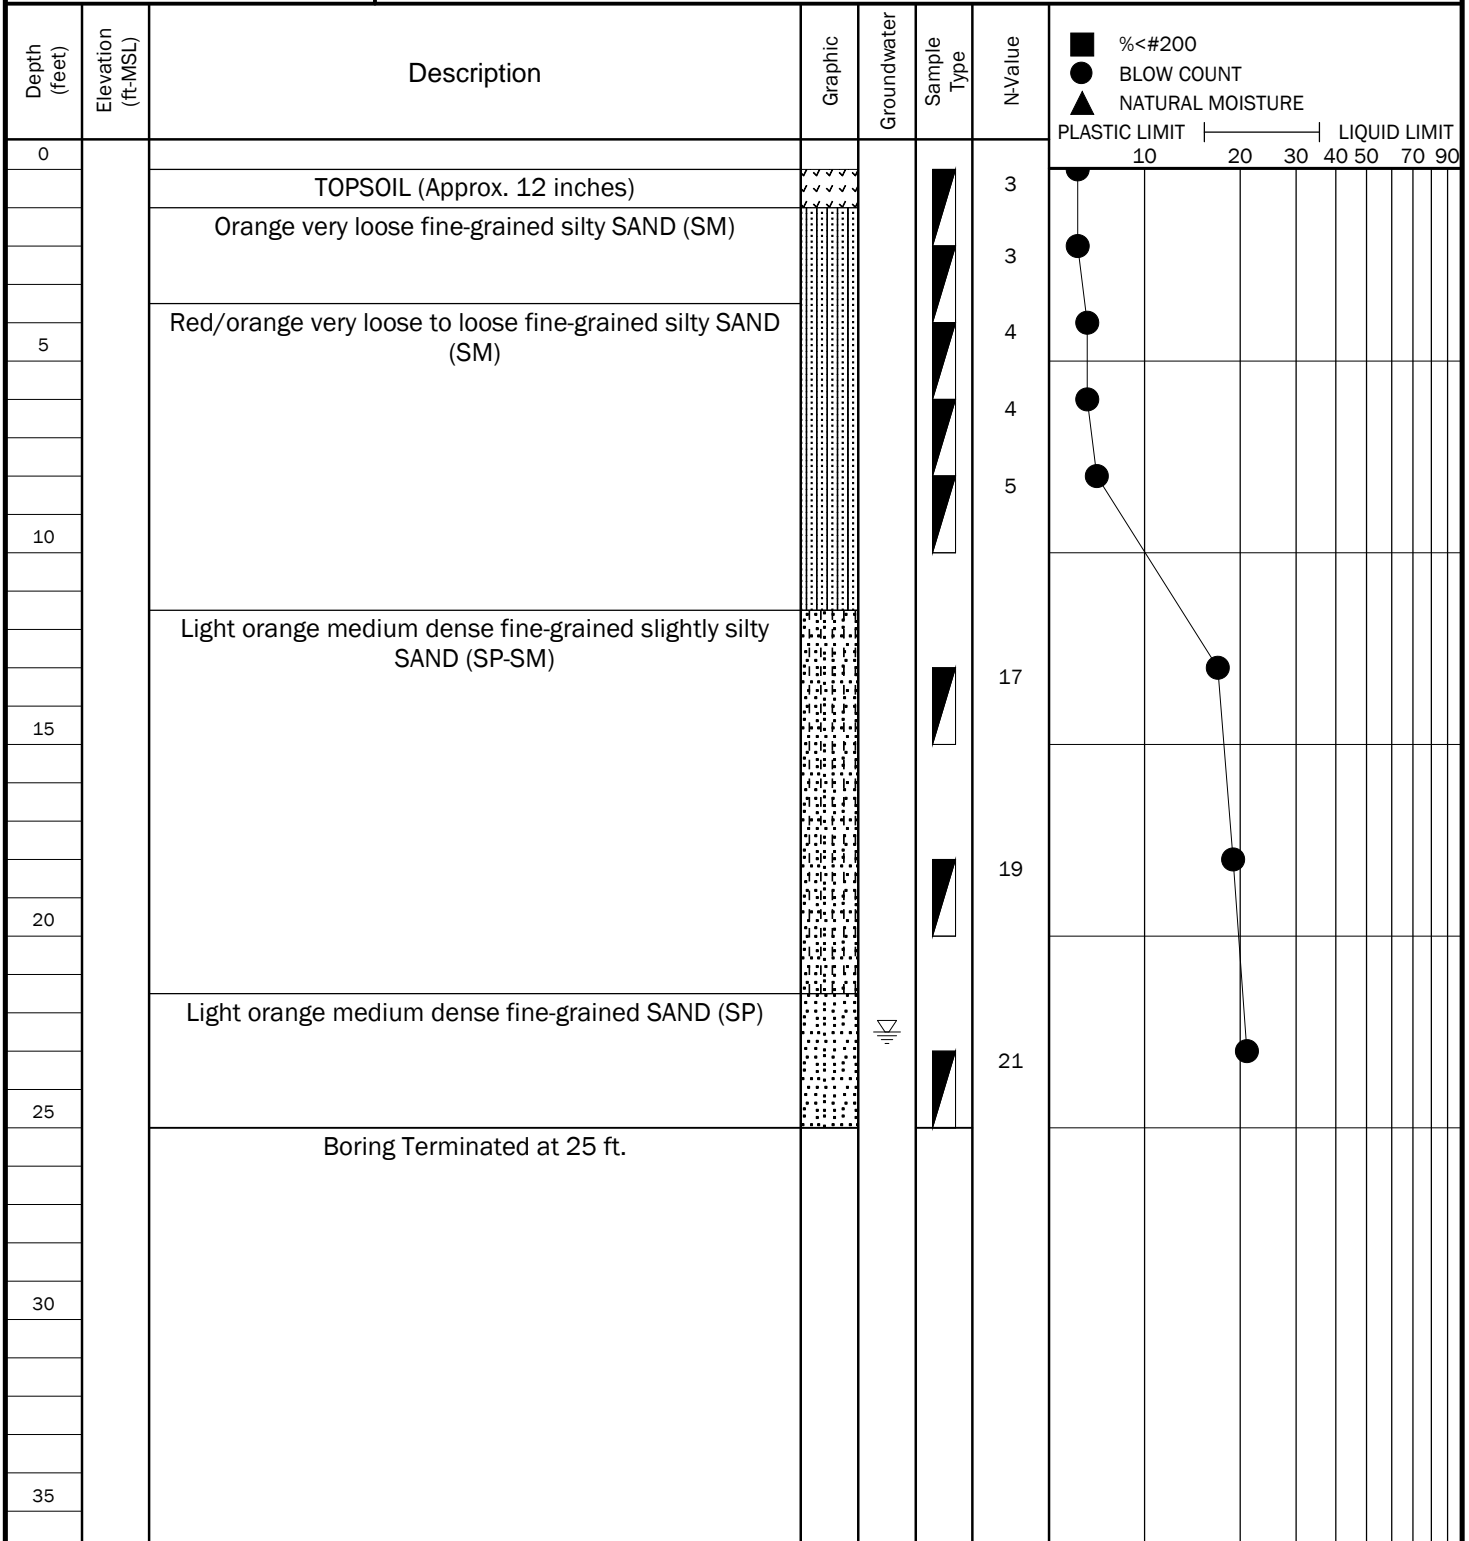 Depth
(feet)
Elevation
(ft-MSL)
Description
Graphic
Groundwater
Sample
Type
N-Value
%<#200
BLOW COUNT
NATURAL MOISTURE
PLASTIC LIMIT LIQUID LIMIT
10 20 30 40 50 70 90
0
TOPSOIL (Approx. 12 inches)
3
Orange very loose fine-grained silty SAND (SM)
3
Red/orange very loose to loose fine-grained silty SAND
(SM)
4
5
4
5
10
Light orange medium dense fine-grained slightly silty
SAND (SP-SM)
17
15
19
20
Light orange medium dense fine-grained SAND (SP)
21
25
Boring Terminated at 25 ft.
30
35